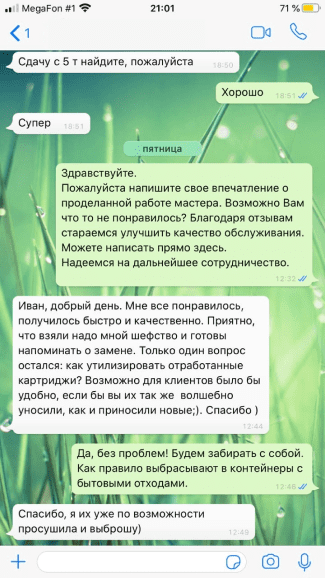 MegaFon #1 21:01 71 %
1
Сдачу с 5 т найдите, пожалуйста
18:50
Хорошо 18:51
Супер 18:51
пятница
Здравствуйте.
Пожалуйста напишите свое впечатление о
проделанной работе мастера. Возможно Вам
что то не понравилось? Благодаря отзывам
стараемся улучшить качество обслуживания.
Можете написать прямо здесь.
Надеемся на дальнейшее сотрудничество.
12:33
Иван, добрый день. Мне все понравилось,
получилось быстро и качественно. Приятно,
что взяли надо мной шефство и готовы
напоминать о замене. Только один вопрос
остался: как утилизировать отработанные
картриджи? Возможно для клиентов было бы
удобно, если бы вы их так же волшебно
уносили, как и приносили новые;). Спасибо )
12:44
Да, без проблем! Будем забирать с собой.
Как правило выбрасывают в контейнеры с
бытовыми отходами.
12:46
Спасибо, я их уже по возможности
просушила и выброшу)
12:49